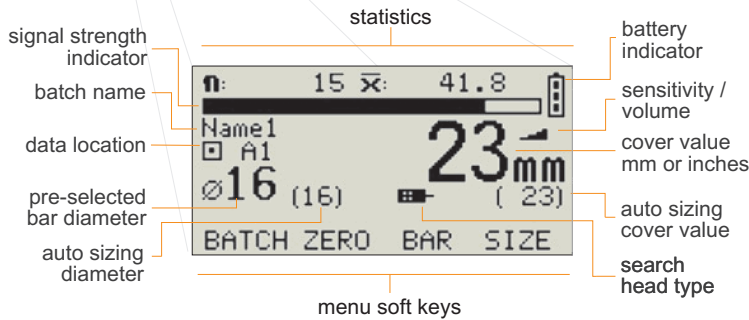 statistics
signal strength
indicator
batch name
data location
pre-selected
bar diameter
auto sizing
diameter
n: 15 x̅: 41.8
Name1
A1
23mm
⌀16 (16) ( 23)
BATCH ZERO BAR SIZE
battery
indicator
sensitivity /
volume
cover value
mm or inches
auto sizing
cover value
search
head type
menu soft keys